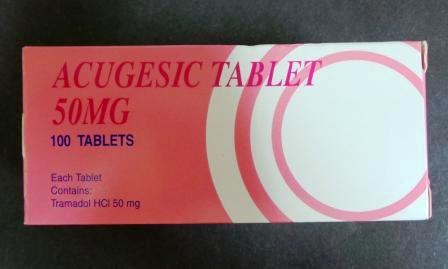 ACUGESIC TABLET
50MG
100 TABLETS
Each Tablet
Contains:
Tramadol HCl 50 mg